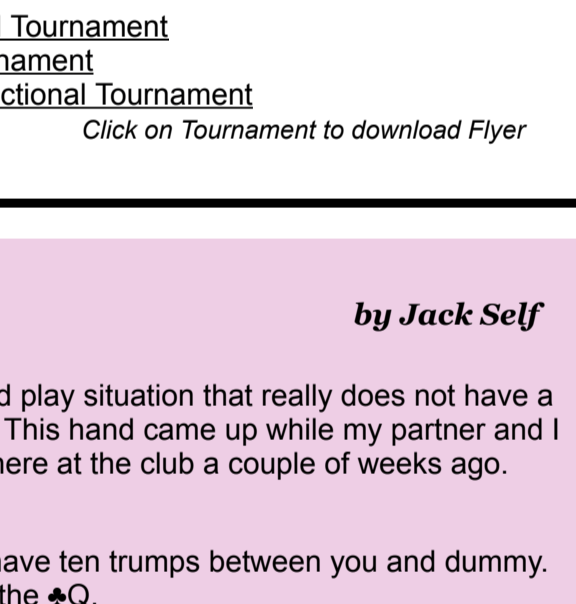 Tournament
nament
ctional Tournament
Click on Tournament to download Flyer
by Jack Self
d play situation that really does not have a
This hand came up while my partner and I
here at the club a couple of weeks ago.
ave ten trumps between you and dummy.
the ♣Q.